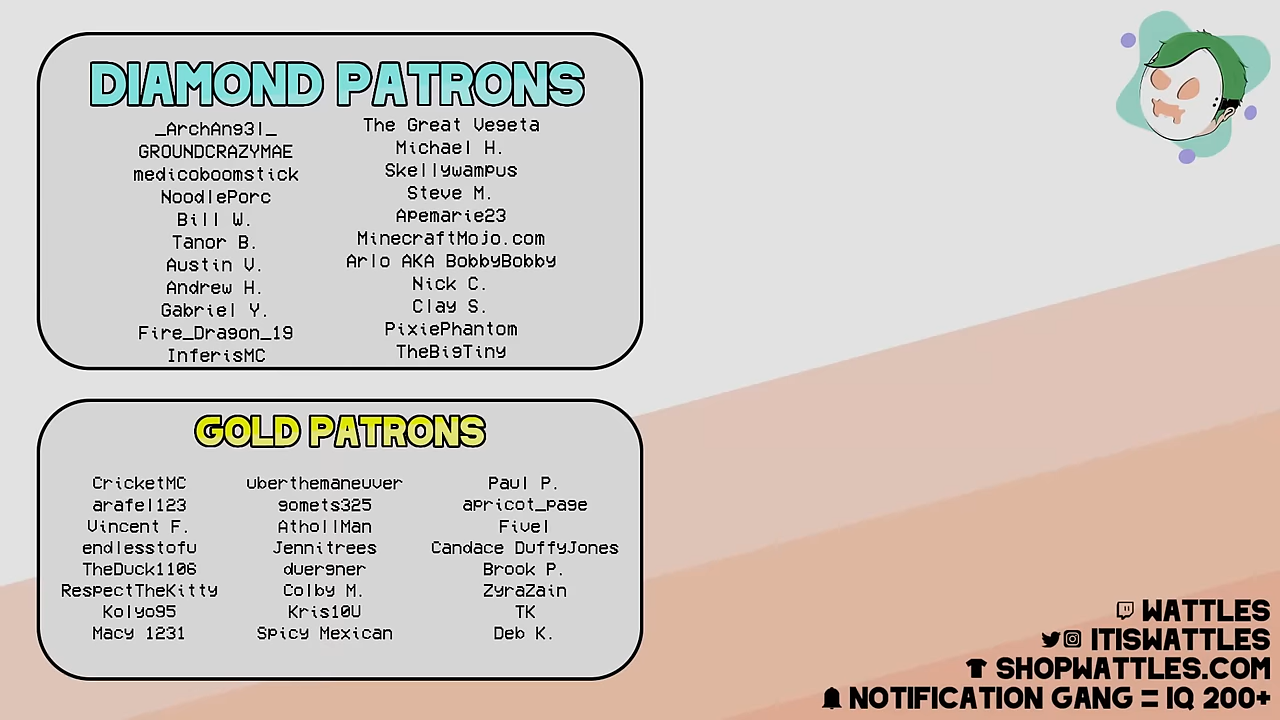 DIAMOND PATRONS
_ArchAng3l_
GROUNDCRAZYMAE
medicoboomstick
NoodlePorc
Bill W.
Tanor B.
Austin V.
Andrew H.
Gabriel Y.
Fire_Dragon_19
InferisMC
The Great Vegeta
Michael H.
Skellywampus
Steve M.
Apemarie23
MinecraftMojo.com
Arlo AKA BobbyBobby
Nick C.
Clay S.
PixiePhantom
TheBigTiny
GOLD PATRONS
CricketMC
arafel123
Vincent F.
endlesstofu
TheDuck1106
RespectTheKitty
Kolyo95
Macy 1231
uberthemaneuver
gomets325
AthollMan
Jennitrees
duergner
Colby M.
Kris10U
Spicy Mexican
Paul P.
apricot_page
Fivel
Candace DuffyJones
Brook P.
ZyraZain
TK
Deb K.
WATTLES
ITISWATTLES
SHOPWATTLES.COM
NOTIFICATION GANG = IQ 200+